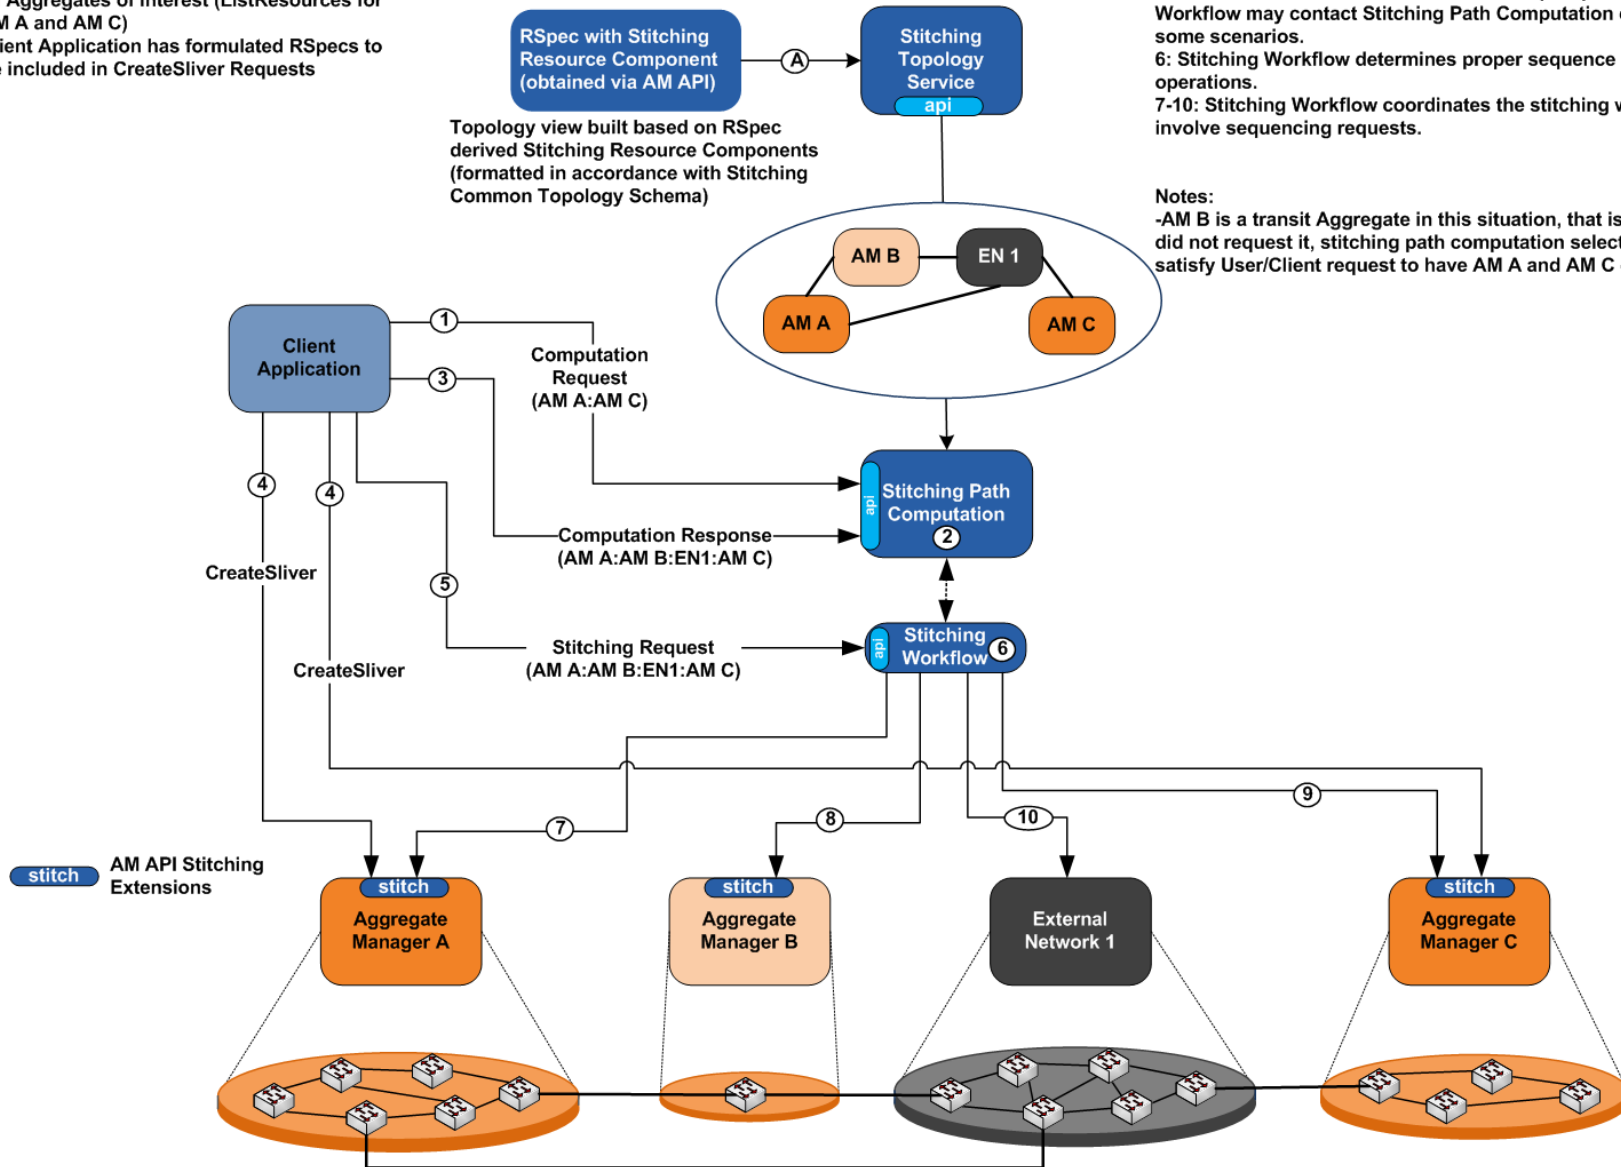 Aggregates of Interest (ListResources for
M A and AM C)
ient Application has formulated RSpecs to
e included in CreateSliver Requests
RSpec with Stitching
Resource Component
(obtained via AM API)
A
Stitching
Topology
Service
api
Topology view built based on RSpec
derived Stitching Resource Components
(formatted in accordance with Stitching
Common Topology Schema)
Workflow may contact Stitching Path Computation
some scenarios.
6: Stitching Workflow determines proper sequence
operations.
7-10: Stitching Workflow coordinates the stitching w
involve sequencing requests.
Notes:
-AM B is a transit Aggregate in this situation, that is
did not request it, stitching path computation select
satisfy User/Client request to have AM A and AM C
AM B
EN 1
AM A
AM C
Client
Application
1
3
Computation
Request
(AM A:AM C)
4
4
5
CreateSliver
CreateSliver
api
Stitching Path
Computation
2
Computation Response
(AM A:AM B:EN1:AM C)
Stitching Request
(AM A:AM B:EN1:AM C)
api
Stitching
Workflow
6
7
8
10
9
stitch
AM API Stitching
Extensions
stitch
Aggregate
Manager A
stitch
Aggregate
Manager B
External
Network 1
stitch
Aggregate
Manager C